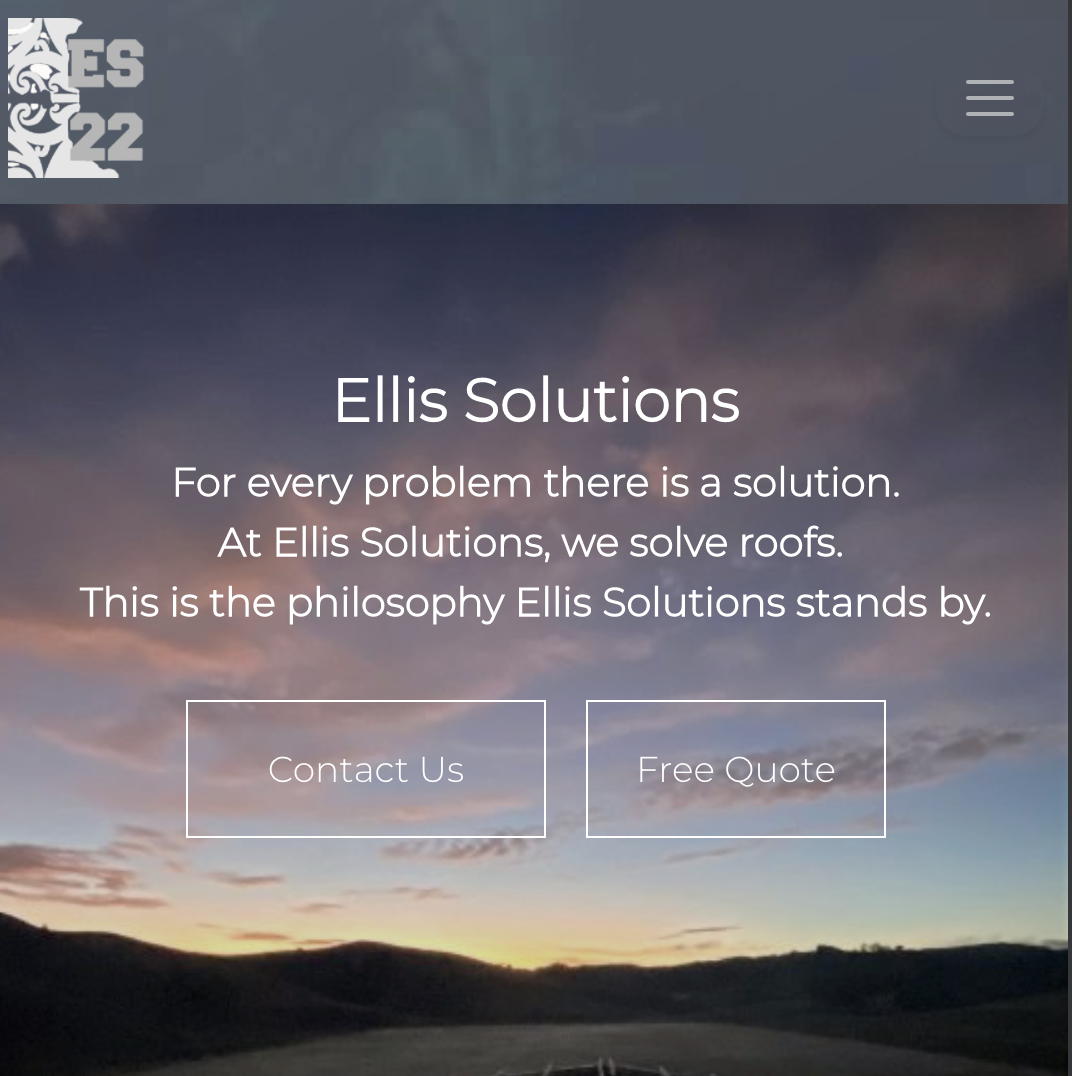 ES
22
Ellis Solutions
For every problem there is a solution.
At Ellis Solutions, we solve roofs.
This is the philosophy Ellis Solutions stands by.
Contact Us
Free Quote